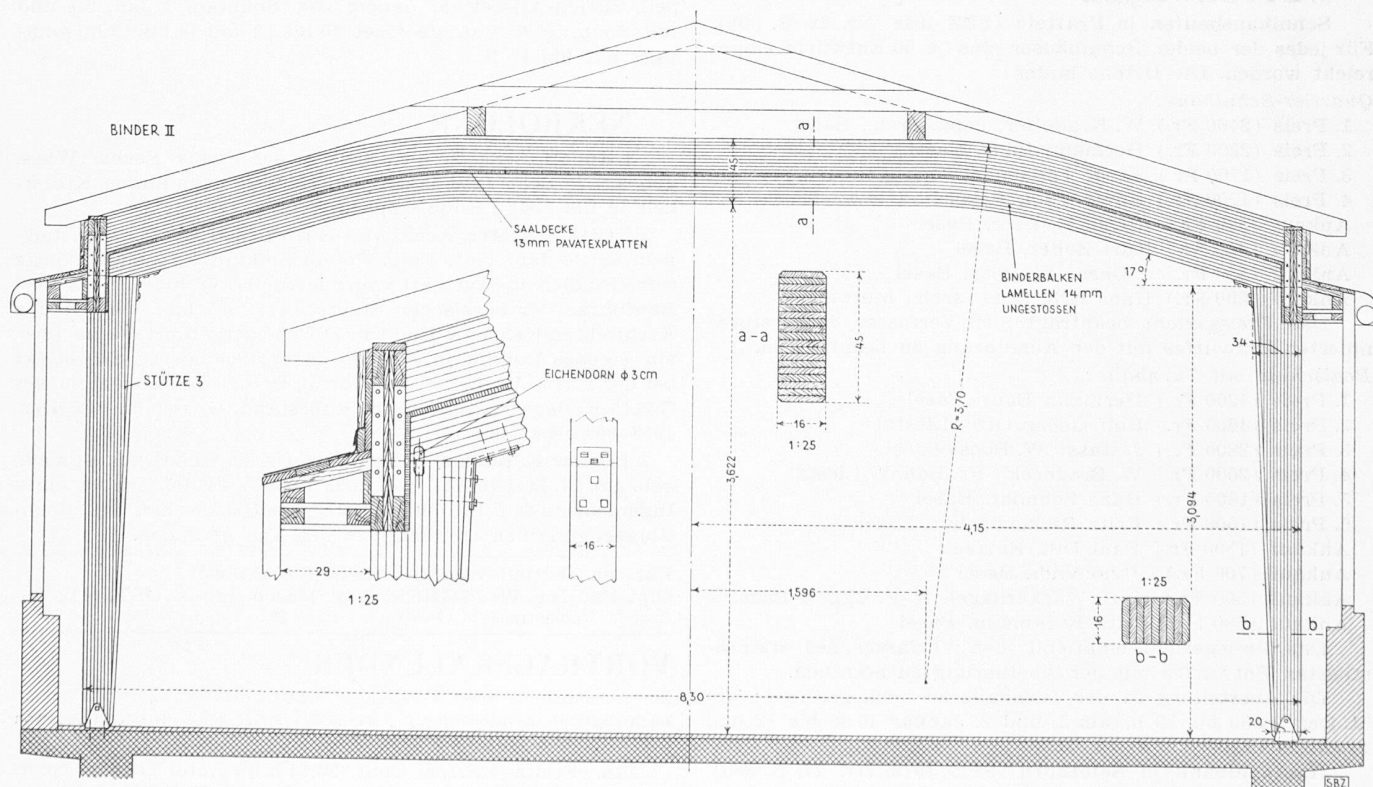 BINDER II
a
45
a
SAALDECKE
13mm PAVATEXPLATTEN
BINDERBALKEN
LAMELLEN 14mm
UNGESTOSSEN
17°
34
a-a
45
16
1:25
STÜTZE 3
EICHENDORN ϕ 3cm
R=3,70
3,622
3,094
4,15
1,596
29
1:25
16
1:25
16
b-b
b
b
8,30
20
SBZ